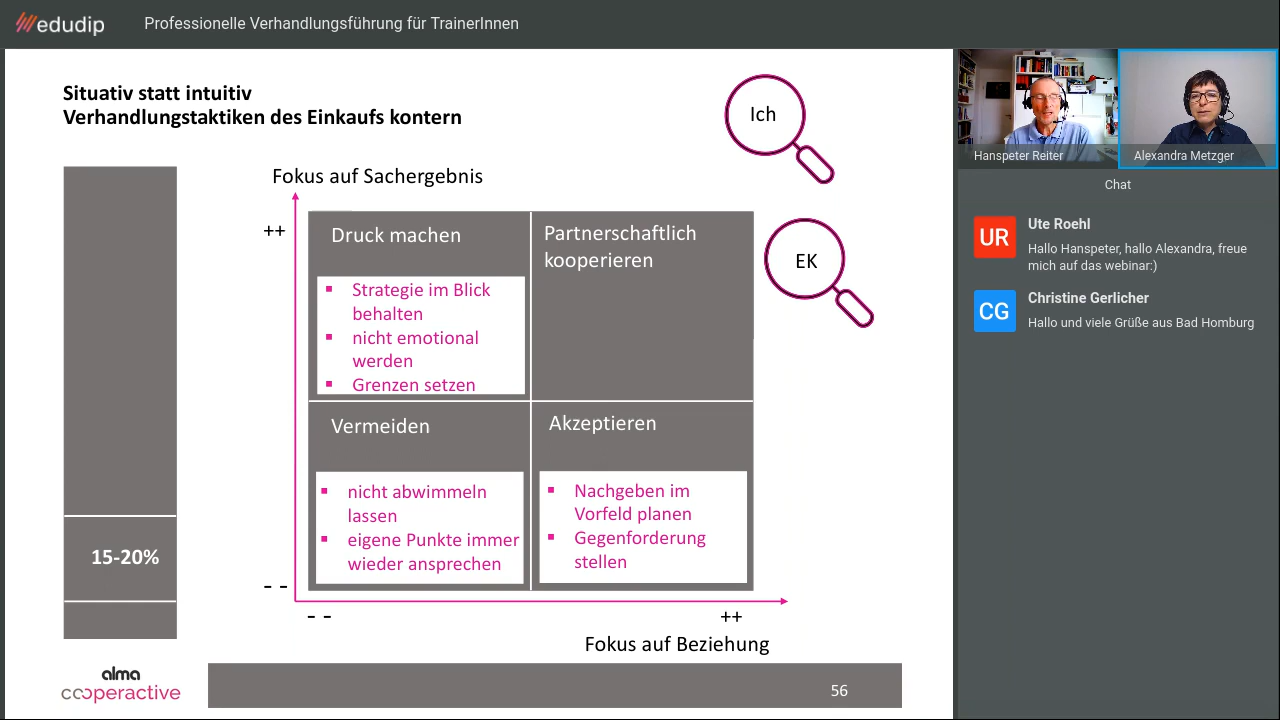 edudip
Professionelle Verhandlungsführung für TrainerInnen
Situativ statt intuitiv
Verhandlungstaktiken des Einkaufs kontern
Ich
EK
Fokus auf Sachergebnis
++
Druck machen
▪ Strategie im Blick
behalten
▪ nicht emotional
werden
▪ Grenzen setzen
Partnerschaftlich
kooperieren
Vermeiden
▪ nicht abwimmeln
lassen
▪ eigene Punkte immer
wieder ansprechen
Akzeptieren
▪ Nachgeben im
Vorfeld planen
▪ Gegenforderung
stellen
15-20%
- -
- -
++
Fokus auf Beziehung
alma
cooperactive
56
Hanspeter Reiter
Alexandra Metzger
Chat
UR
Ute Roehl
Hallo Hanspeter, hallo Alexandra, freue
mich auf das webinar:)
CG
Christine Gerlicher
Hallo und viele Grüße aus Bad Homburg